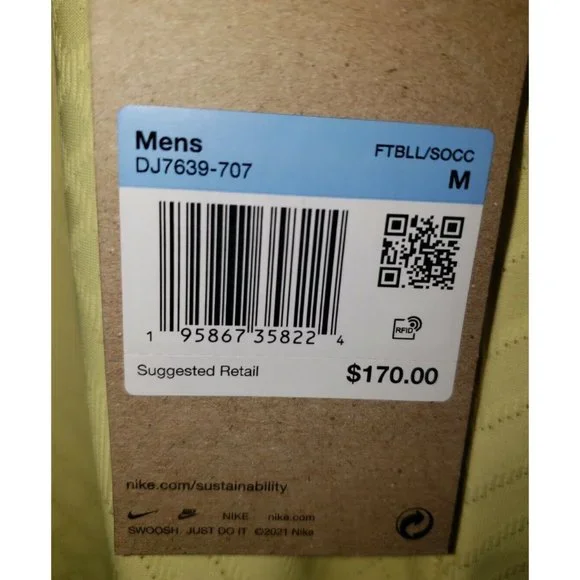 Mens
FTBLL/SOCC
DJ7639-707
M
1 95867 35822 4
RFID
Suggested Retail
$170.00
nike.com/sustainability
NIKE nike.com
SWOOSH. JUST DO IT ©2021 Nike